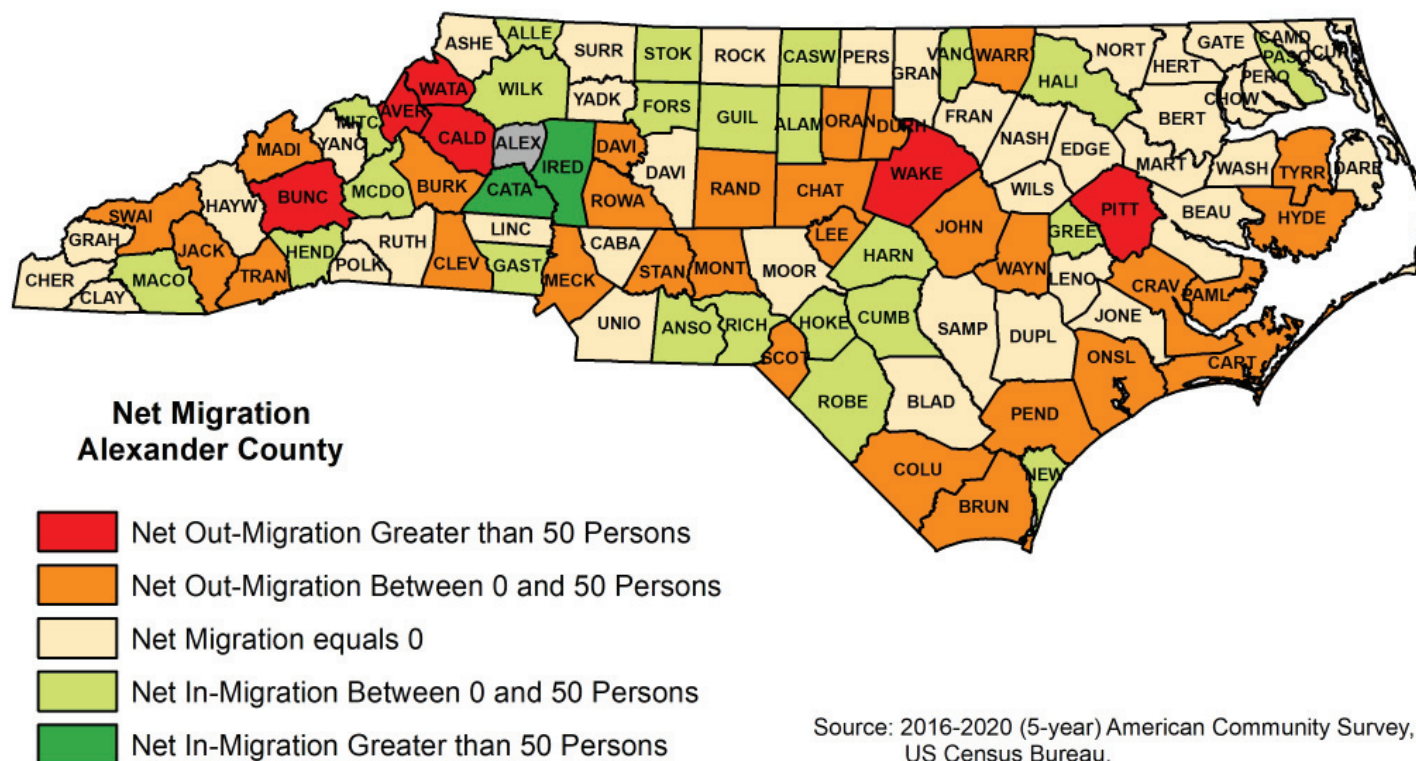 ASHE
ALLE
SURR
STOK
ROCK
CASW
PERS
GRAN
VANC
WARR
NORT
HERT
GATE
CAMD
PASQ
PERQ
CHOW
WATA
AVER
WILK
YADK
FORS
GUIL
ALAM
ORAN
DURH
FRAN
HALI
NASH
EDGE
BERT
MITC
YANC
MADI
CALD
ALEX
IRED
DAVI
DAVI
RAND
CHAT
WAKE
WILS
MART
WASH
TYRR
DARE
BUNC
MCDO
BURK
CATA
ROWA
JOHN
PITT
BEAU
HYDE
SWAI
HAYW
GRAH
JACK
HEND
RUTH
POLK
CLEV
LINC
GAST
CABA
STAN
MONT
MOOR
LEE
HARN
WAYN
GREE
LENO
CRAV
PAML
CHER
CLAY
MACO
TRAN
MECK
UNIO
ANSO
RICH
HOKE
CUMB
SAMP
DUPL
JONE
ONSL
CART
SCOT
ROBE
BLAD
PEND
COLU
BRUN
NEW
Net Migration
Alexander County
Net Out-Migration Greater than 50 Persons
Net Out-Migration Between 0 and 50 Persons
Net Migration equals 0
Net In-Migration Between 0 and 50 Persons
Net In-Migration Greater than 50 Persons
Source: 2016-2020 (5-year) American Community Survey,
US Census Bureau.